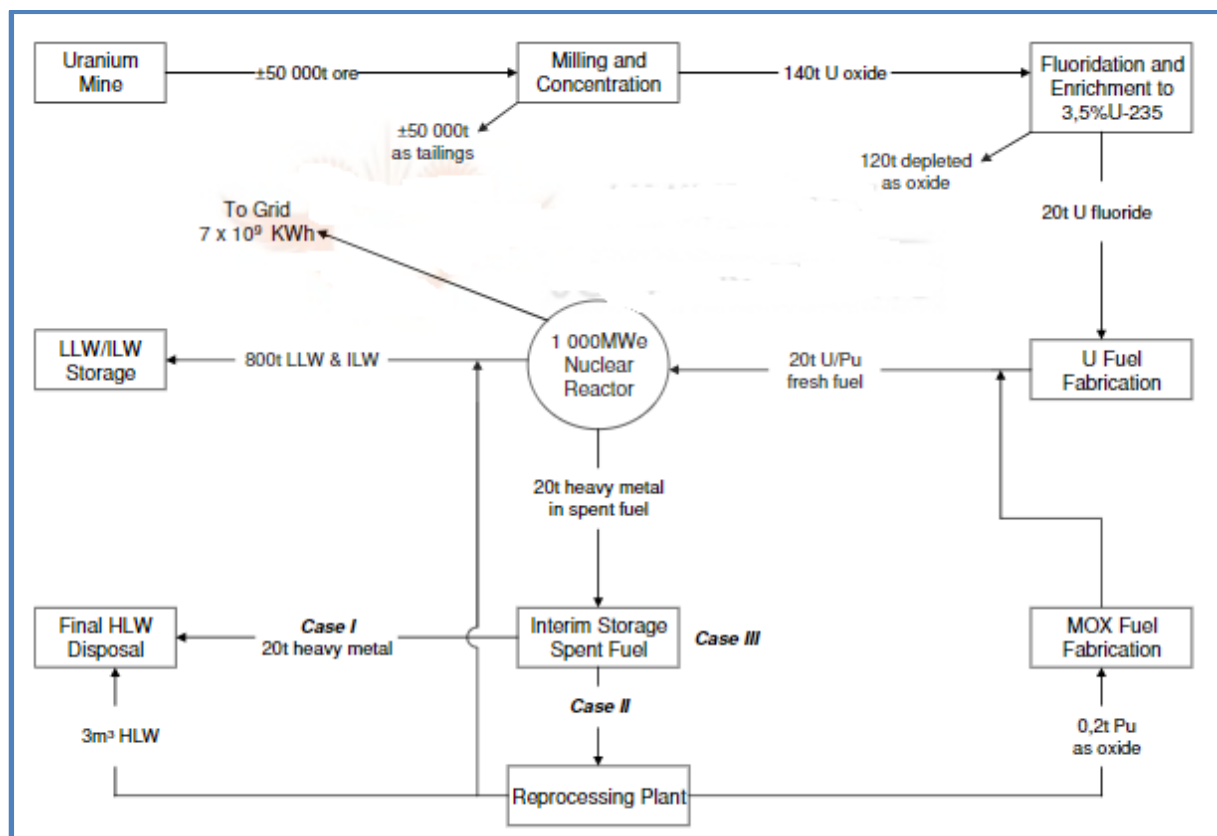 Uranium
Mine
±50 000t ore
Milling and
Concentration
140t U oxide
Fluoridation and
Enrichment to
3,5%U-235
±50 000t
as tailings
120t depleted
as oxide
20t U fluoride
To Grid
7 x 10⁹ KWh
LLW/ILW
Storage
800t LLW & ILW
1 000MWe
Nuclear
Reactor
20t U/Pu
fresh fuel
U Fuel
Fabrication
20t heavy metal
in spent fuel
Final HLW
Disposal
Case I
20t heavy metal
Interim Storage
Spent Fuel
Case III
MOX Fuel
Fabrication
Case II
3m³ HLW
0,2t Pu
as oxide
Reprocessing Plant